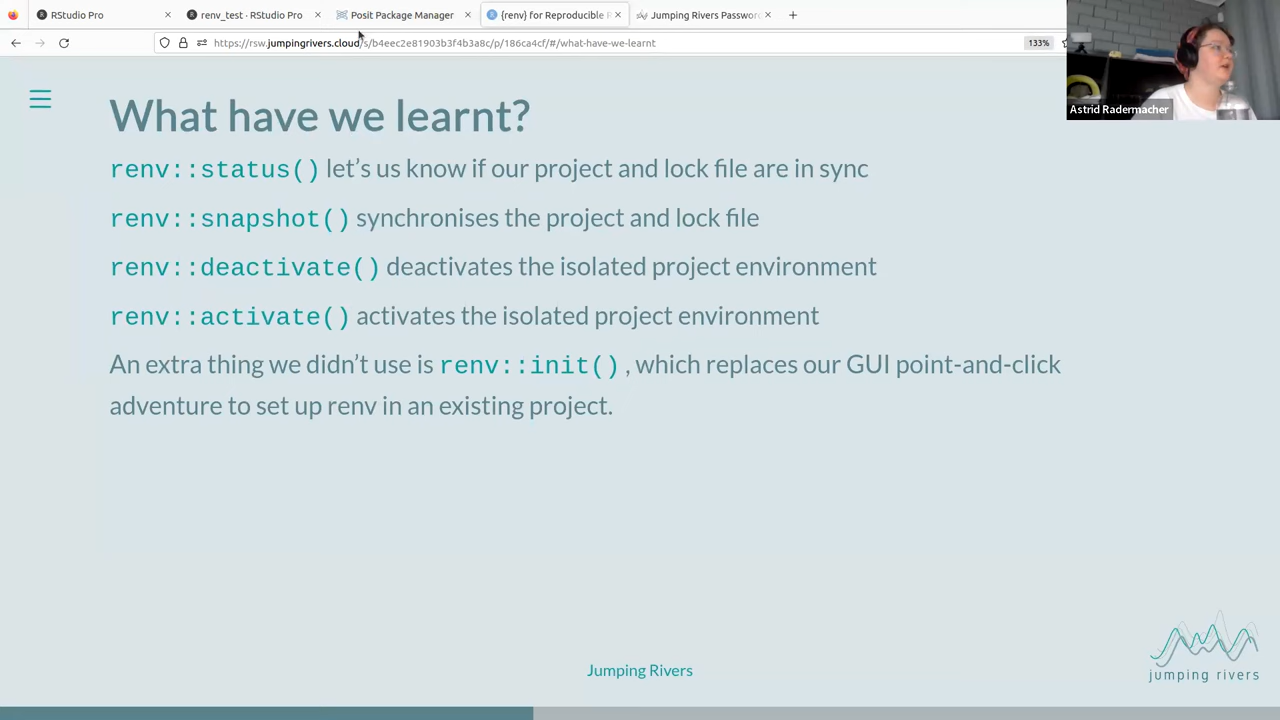 RStudio Pro
renv_test · RStudio Pro
Posit Package Manager
{renv} for Reproducible R
Jumping Rivers Password
https://rsw.jumpingrivers.cloud/s/b4eec2e81903b3f4b3a8c/p/186ca4cf/#/what-have-we-learnt
133%
Astrid Radermacher
What have we learnt?
renv::status() let’s us know if our project and lock file are in sync
renv::snapshot() synchronises the project and lock file
renv::deactivate() deactivates the isolated project environment
renv::activate() activates the isolated project environment
An extra thing we didn’t use is renv::init() , which replaces our GUI point-and-click
adventure to set up renv in an existing project.
Jumping Rivers
jumping rivers